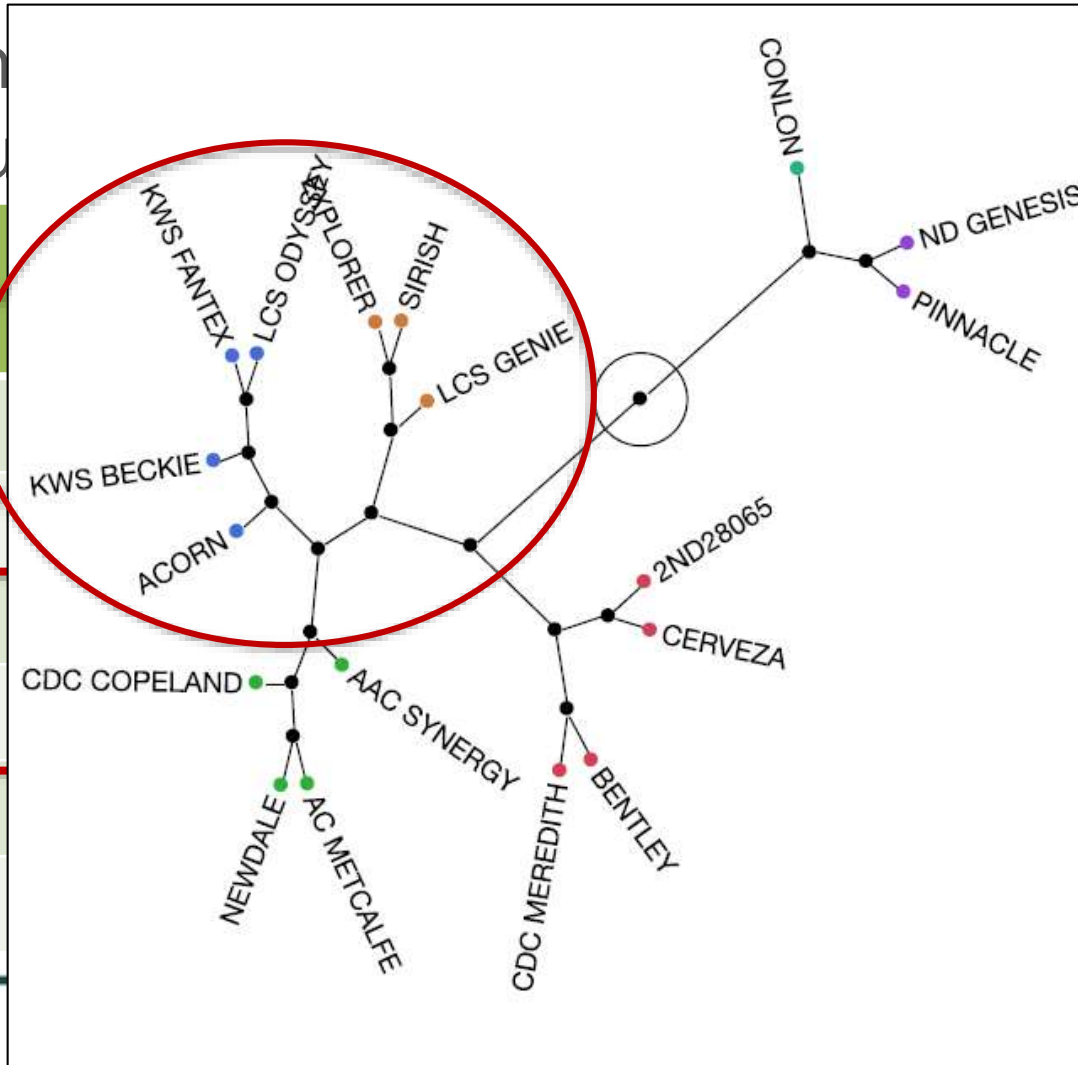 CONLON
ND GENESIS
PINNACLE
KWS FANTEX
LCS ODYSSEY
SIRISH
LCS GENIE
KWS BECKIE
ACORN
2ND28065
CERVEZA
CDC COPELAND
AAC SYNERGY
NEWDALE
AC METCALFE
CDC MEREDITH
BENTLEY